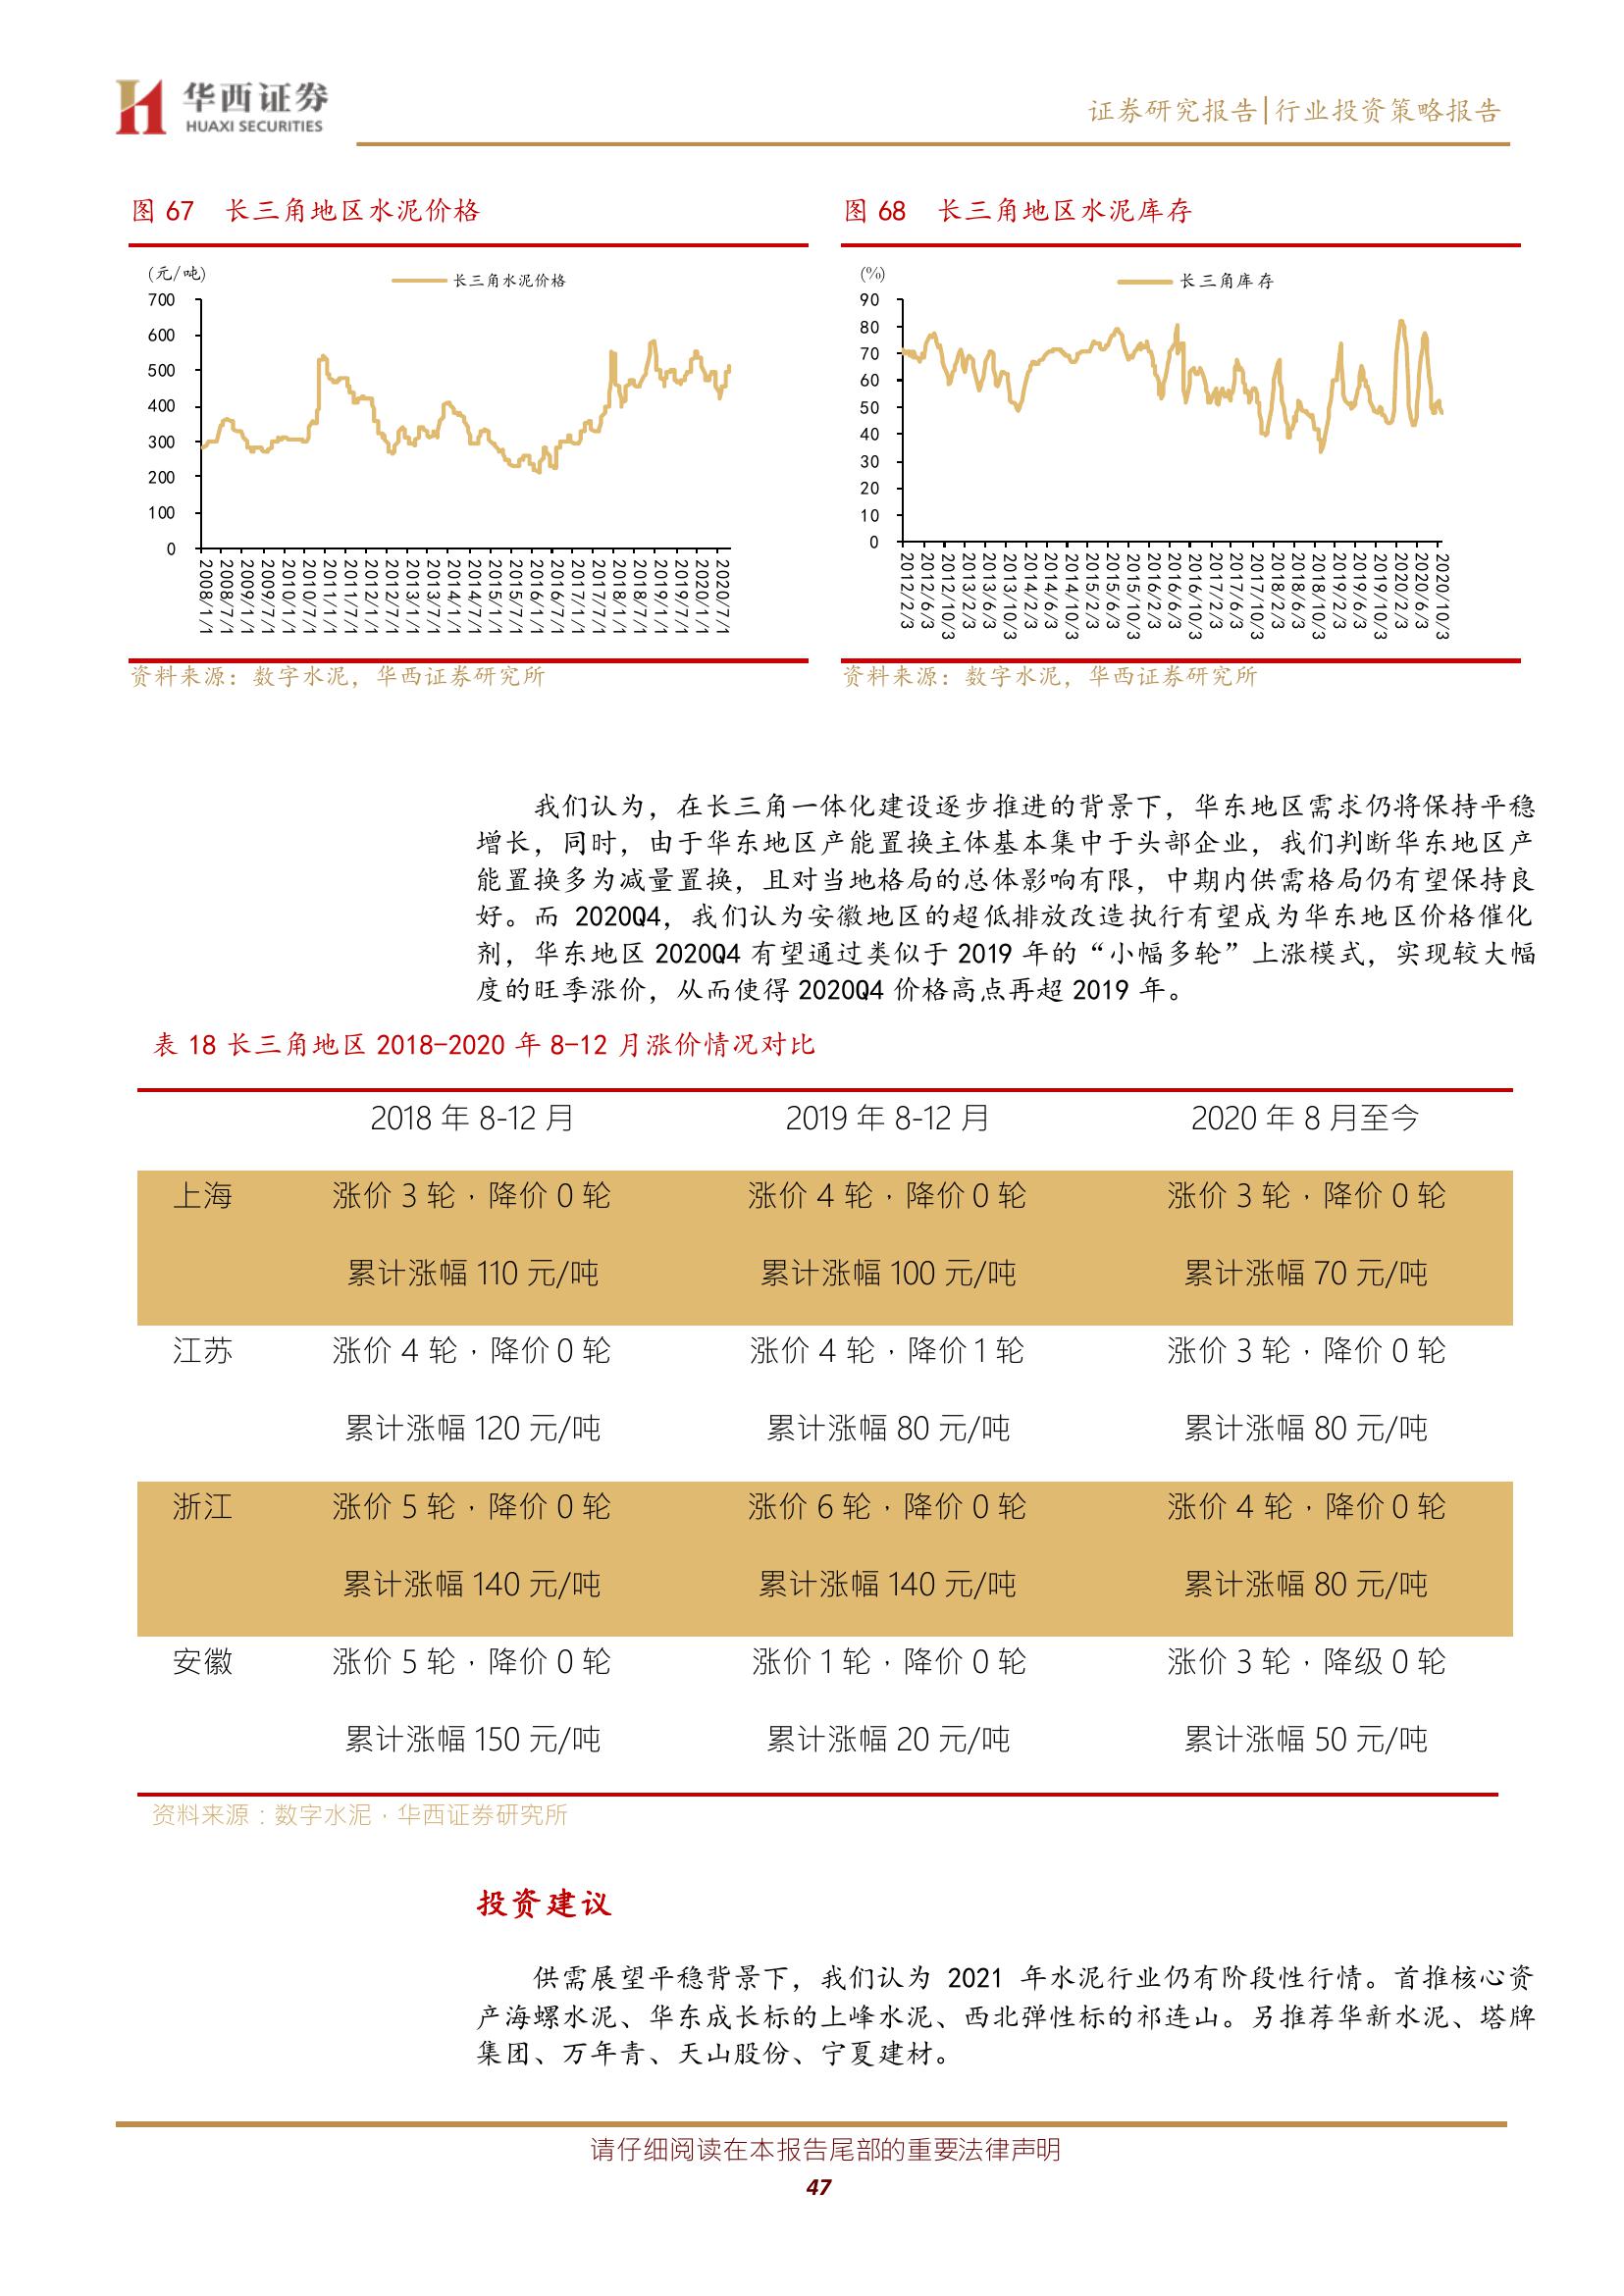 华西证券
HUAXI SECURITIES
证券研究报告|行业投资策略报告
图 67 长三角地区水泥价格
图 68 长三角地区水泥库存
(元/吨)
长三角水泥价格
700
600
500
400
300
200
100
0
2008/1/1
2008/7/1
2009/1/1
2009/7/1
2010/1/1
2010/7/1
2011/1/1
2011/7/1
2012/1/1
2012/7/1
2013/1/1
2013/7/1
2014/1/1
2014/7/1
2015/1/1
2015/7/1
2016/1/1
2016/7/1
2017/1/1
2017/7/1
2018/1/1
2018/7/1
2019/1/1
2019/7/1
2020/1/1
2020/7/1
(%)
长三角库存
90
80
70
60
50
40
30
20
10
0
2012/2/3
2012/6/3
2012/10/3
2013/2/3
2013/6/3
2013/10/3
2014/2/3
2014/6/3
2014/10/3
2015/2/3
2015/6/3
2015/10/3
2016/2/3
2016/6/3
2016/10/3
2017/2/3
2017/6/3
2017/10/3
2018/2/3
2018/6/3
2018/10/3
2019/2/3
2019/6/3
2019/10/3
2020/2/3
2020/6/3
2020/10/3
资料来源：数字水泥，华西证券研究所
资料来源：数字水泥，华西证券研究所
我们认为，在长三角一体化建设逐步推进的背景下，华东地区需求仍将保持平稳
增长，同时，由于华东地区产能置换主体基本集中于头部企业，我们判断华东地区产
能置换多为减量置换，且对当地格局的总体影响有限，中期内供需格局仍有望保持良
好。而 2020Q4，我们认为安徽地区的超低排放改造执行有望成为华东地区价格催化
剂，华东地区 2020Q4 有望通过类似于 2019 年的“小幅多轮”上涨模式，实现较大幅
度的旺季涨价，从而使得 2020Q4 价格高点再超 2019 年。
表 18 长三角地区 2018-2020 年 8-12 月涨价情况对比
2018 年 8-12 月 2019 年 8-12 月 2020 年 8 月至今
上海 涨价 3 轮，降价 0 轮 涨价 4 轮，降价 0 轮 涨价 3 轮，降价 0 轮
累计涨幅 110 元/吨 累计涨幅 100 元/吨 累计涨幅 70 元/吨
江苏 涨价 4 轮，降价 0 轮 涨价 4 轮，降价 1 轮 涨价 3 轮，降价 0 轮
累计涨幅 120 元/吨 累计涨幅 80 元/吨 累计涨幅 80 元/吨
浙江 涨价 5 轮，降价 0 轮 涨价 6 轮，降价 0 轮 涨价 4 轮，降价 0 轮
累计涨幅 140 元/吨 累计涨幅 140 元/吨 累计涨幅 80 元/吨
安徽 涨价 5 轮，降价 0 轮 涨价 1 轮，降价 0 轮 涨价 3 轮，降级 0 轮
累计涨幅 150 元/吨 累计涨幅 20 元/吨 累计涨幅 50 元/吨
资料来源：数字水泥，华西证券研究所
投资建议
供需展望平稳背景下，我们认为 2021 年水泥行业仍有阶段性行情。首推核心资
产海螺水泥、华东成长标的上峰水泥、西北弹性标的祁连山。另推荐华新水泥、塔牌
集团、万年青、天山股份、宁夏建材。
请仔细阅读在本报告尾部的重要法律声明
47